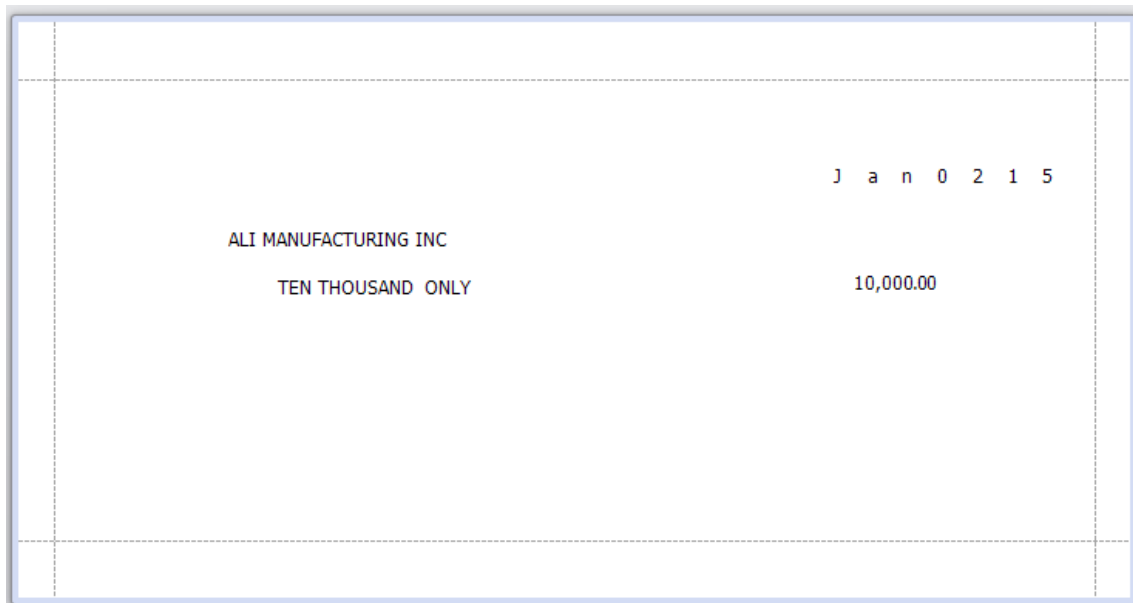 J a n 0 2 1 5
ALI MANUFACTURING INC
TEN THOUSAND  ONLY 10,000.00